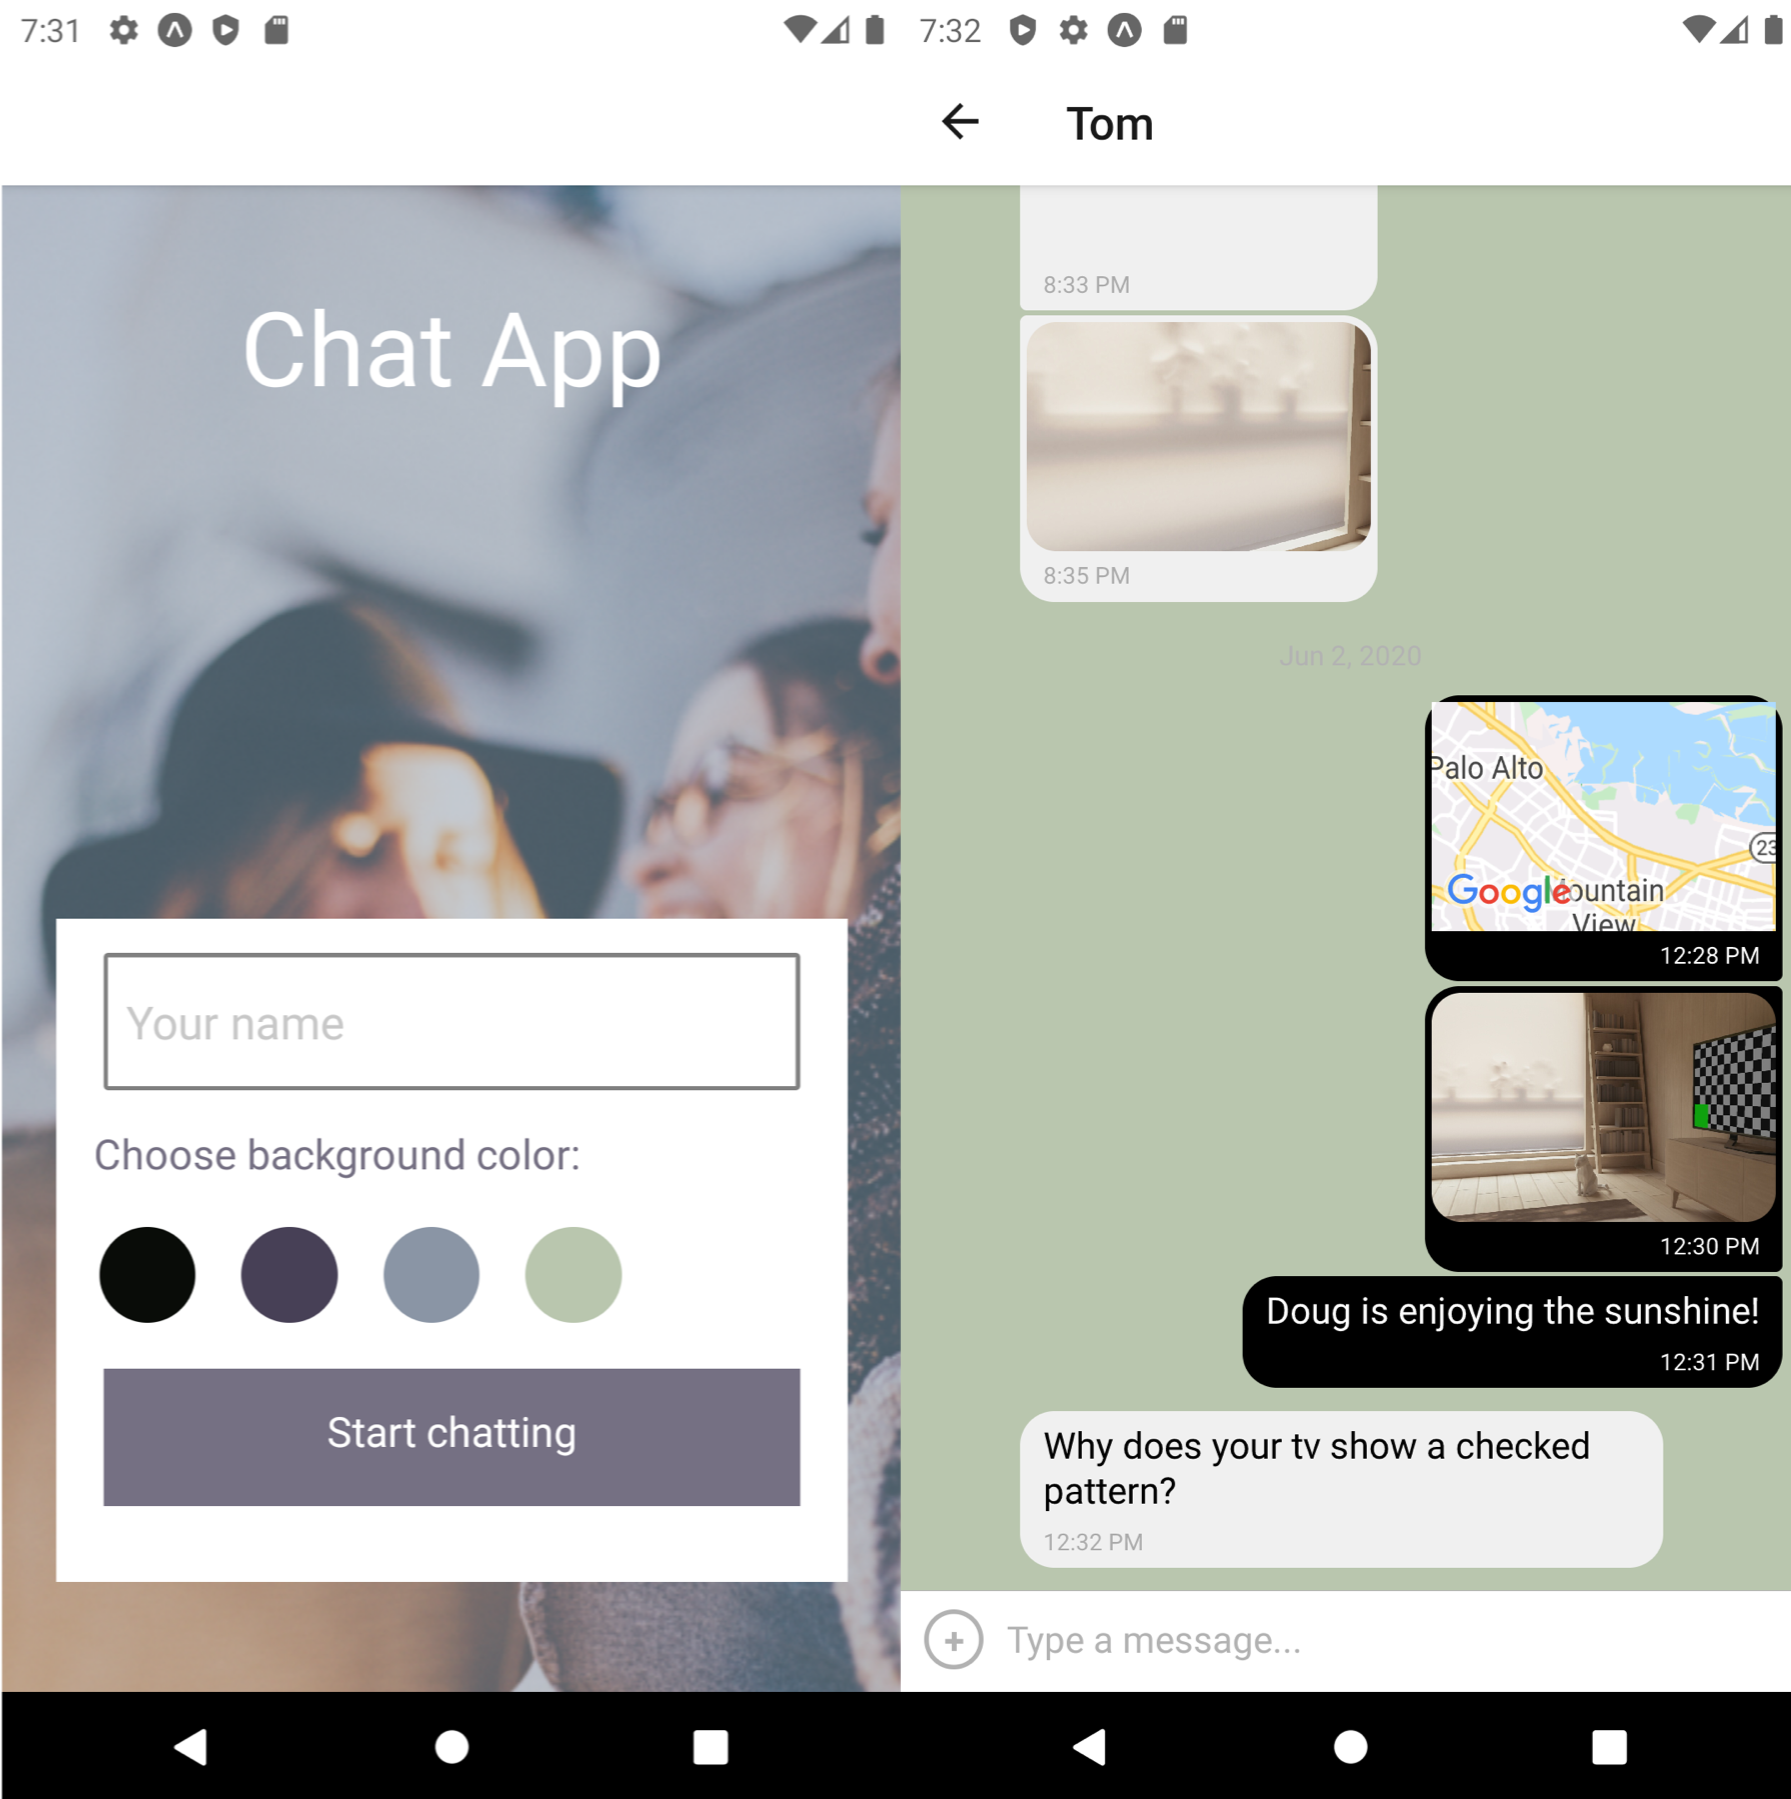 7:31
Chat App
Your name
Choose background color:
Start chatting
7:32
Tom
8:33 PM
8:35 PM
Jun 2, 2020
Palo Alto
23
Google
ountain
View
12:28 PM
12:30 PM
Doug is enjoying the sunshine!
12:31 PM
Why does your tv show a checked
pattern?
12:32 PM
Type a message...